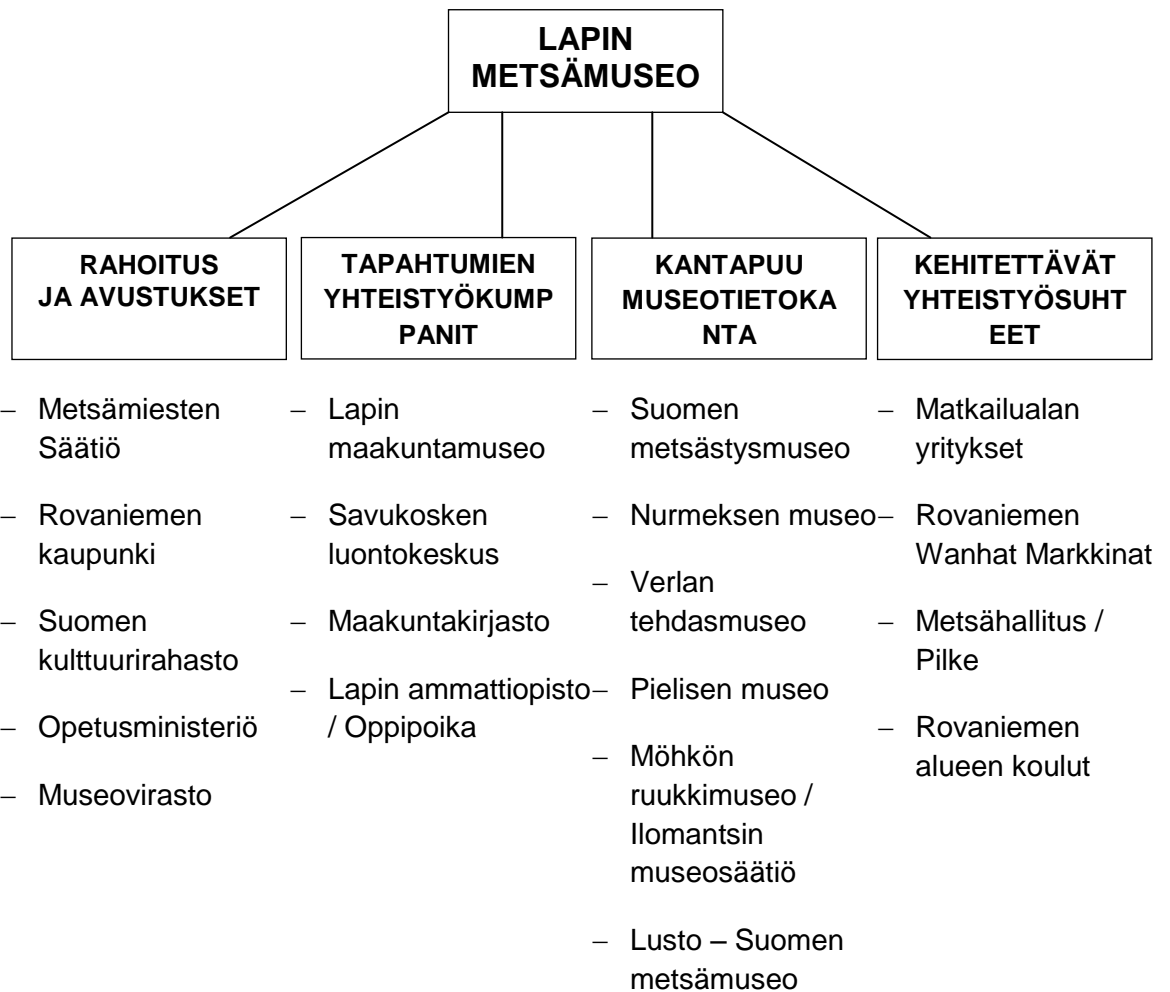 LAPIN
METSÄMUSEO
RAHOITUS
JA AVUSTUKSET
– Metsämiesten
Säätiö
– Rovaniemen
kaupunki
– Suomen
kulttuurirahasto
– Opetusministeriö
– Museovirasto
TAPAHTUMIEN
YHTEISTYÖKUMP
PANIT
– Lapin
maakuntamuseo
– Savukosken
luontokeskus
– Maakuntakirjasto
– Lapin ammattiopisto
/ Oppipoika
KANTAPUU
MUSEOTIETOKA
NTA
– Suomen
metsästysmuseo
– Nurmeksen museo
– Verlan
tehdasmuseo
– Pielisen museo
– Möhkön
ruukkimuseo /
Ilomantsin
museosäätiö
– Lusto – Suomen
metsämuseo
KEHITETTÄVÄT
YHTEISTYÖSUHT
EET
– Matkailualan
yritykset
– Rovaniemen
Wanhat Markkinat
– Metsähallitus /
Pilke
– Rovaniemen
alueen koulut